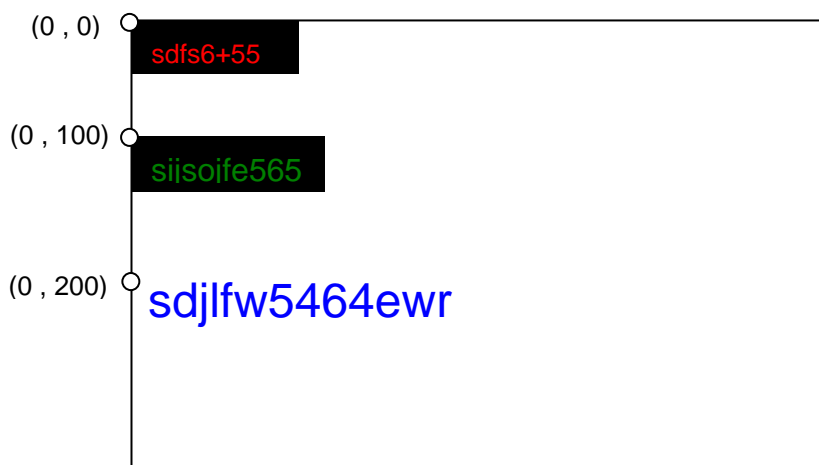 (0 , 0)
sdfs6+55
(0 , 100)
sijsojfe565
(0 , 200)
sdjlfw5464ewr